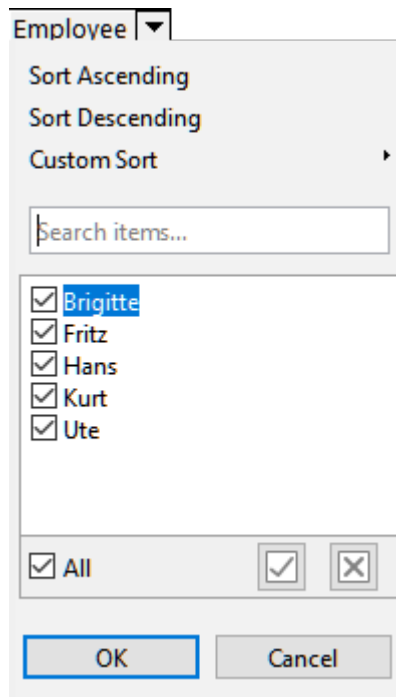 Employee
Sort Ascending
Sort Descending
Custom Sort
Search items...
Brigitte
Fritz
Hans
Kurt
Ute
All
OK Cancel